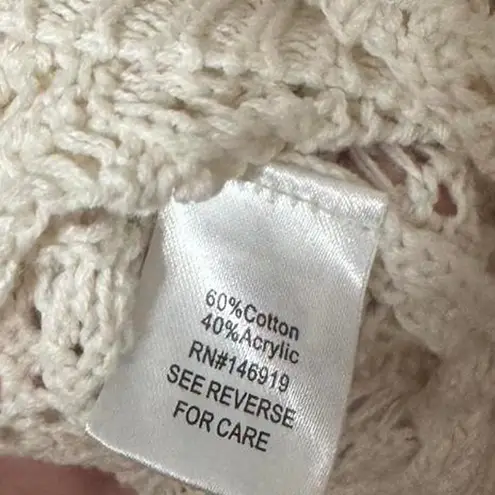 60%Cotton
40%Acrylic
RN#146919
SEE REVERSE
FOR CARE